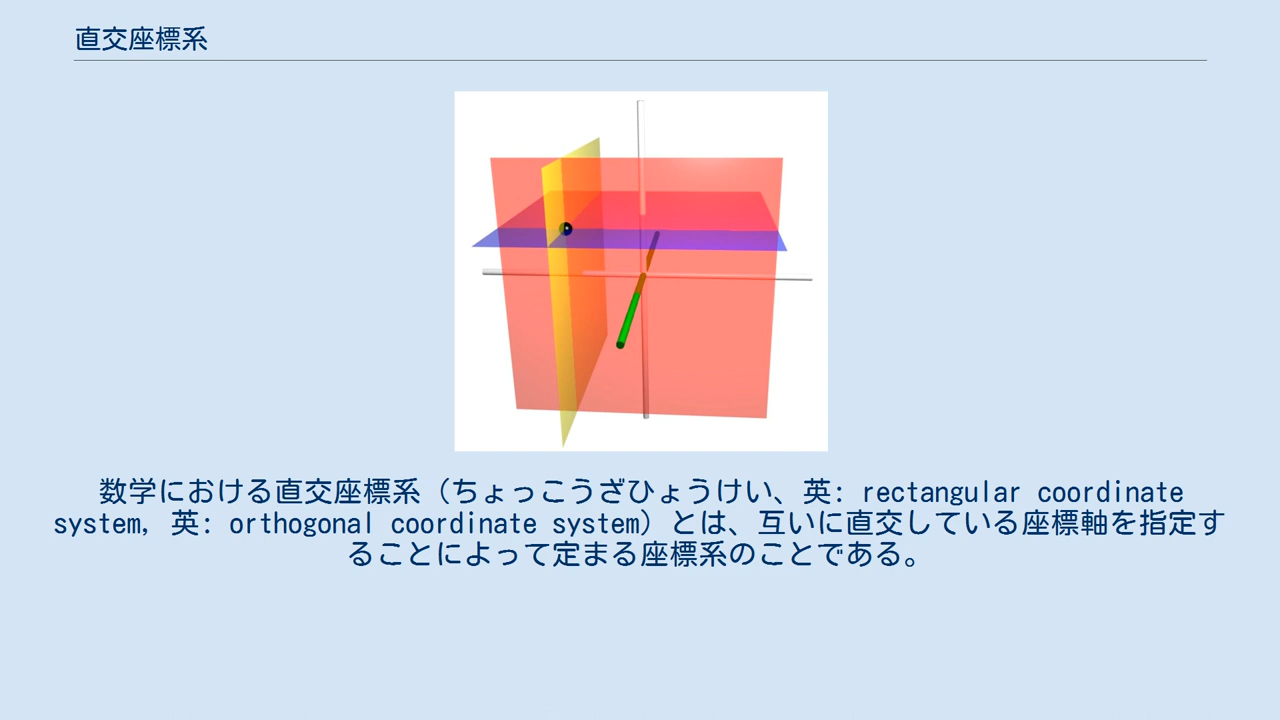 直交座標系
数学における直交座標系（ちょっこうざひょうけい、英: rectangular coordinate
system, 英: orthogonal coordinate system）とは、互いに直交している座標軸を指定す
ることによって定まる座標系のことである。